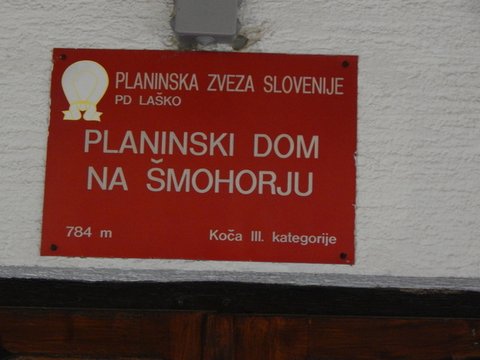 PLANINSKA ZVEZA SLOVENIJE
PD LAŠKO
PLANINSKI DOM
NA ŠMOHORJU
784 m Koča III. kategorije